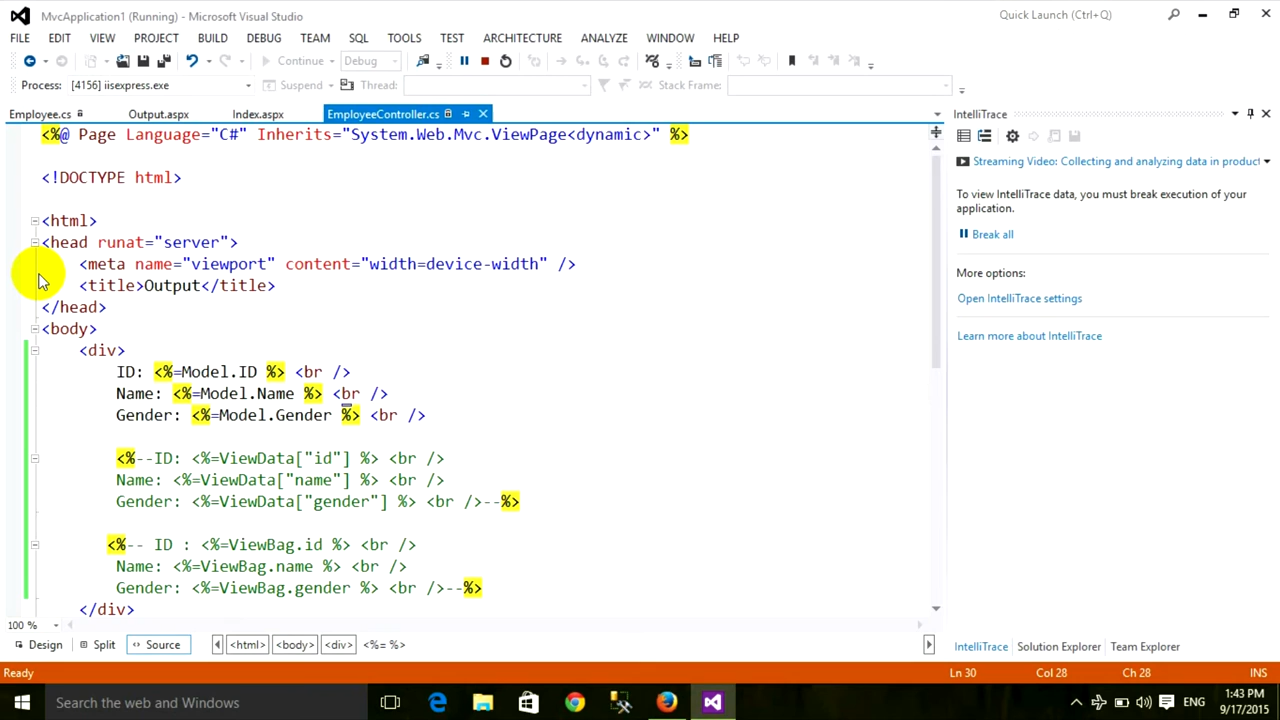 MvcApplication1 (Running) - Microsoft Visual Studio
Quick Launch (Ctrl+Q)
FILE EDIT VIEW PROJECT BUILD DEBUG TEAM SQL TOOLS TEST ARCHITECTURE ANALYZE WINDOW HELP
Continue Debug
Process: [4156] iisexpress.exe Suspend Thread: Stack Frame:
Employee.cs Output.aspx Index.aspx EmployeeController.cs
<%@ Page Language="C#" Inherits="System.Web.Mvc.ViewPage<dynamic>" %>
<!DOCTYPE html>
<html>
<head runat="server">
<meta name="viewport" content="width=device-width" />
<title>Output</title>
</head>
<body>
<div>
ID: <%=Model.ID %> <br />
Name: <%=Model.Name %> <br />
Gender: <%=Model.Gender %> <br />
<%--ID: <%=ViewData["id"] %> <br />
Name: <%=ViewData["name"] %> <br />
Gender: <%=ViewData["gender"] %> <br />--%>
<%-- ID : <%=ViewBag.id %> <br />
Name: <%=ViewBag.name %> <br />
Gender: <%=ViewBag.gender %> <br />--%>
</div>
100 %
Design Split Source <html> <body> <div> <%= %>
IntelliTrace
Streaming Video: Collecting and analyzing data in product
To view IntelliTrace data, you must break execution of your
application.
Break all
More options:
Open IntelliTrace settings
Learn more about IntelliTrace
IntelliTrace Solution Explorer Team Explorer
Ready Ln 30 Col 28 Ch 28 INS
Search the web and Windows
ENG
1:43 PM
9/17/2015